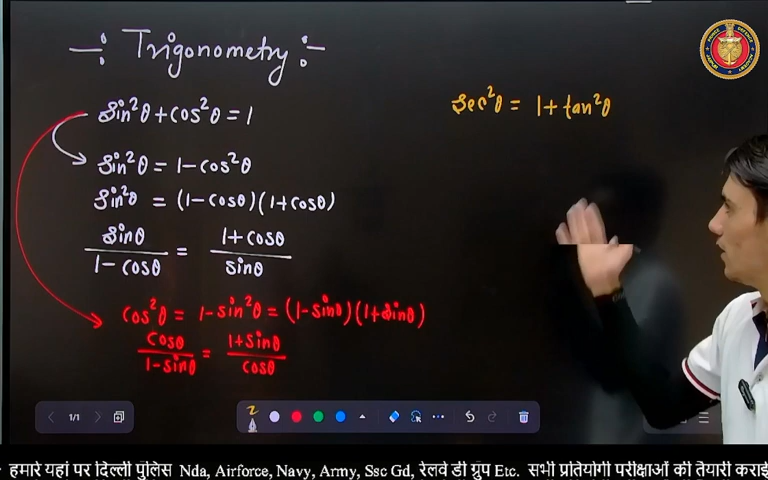 -: Trigonometry :-
sin²θ + cos²θ = 1
sin²θ = 1 - cos²θ
sin²θ = (1 - cosθ)(1 + cosθ)
sinθ / 1 - cosθ = 1 + cosθ / sinθ
cos²θ = 1 - sin²θ = (1 - sinθ)(1 + sinθ)
cosθ / 1 - sinθ = 1 + sinθ / cosθ
sec²θ = 1 + tan²θ
1/1
हमारे यहां पर दिल्ली पुलिस Nda, Airforce, Navy, Army, Ssc Gd, रेलवे डी ग्रुप Etc. सभी प्रतियोगी परीक्षाओं की तैयारी कराई